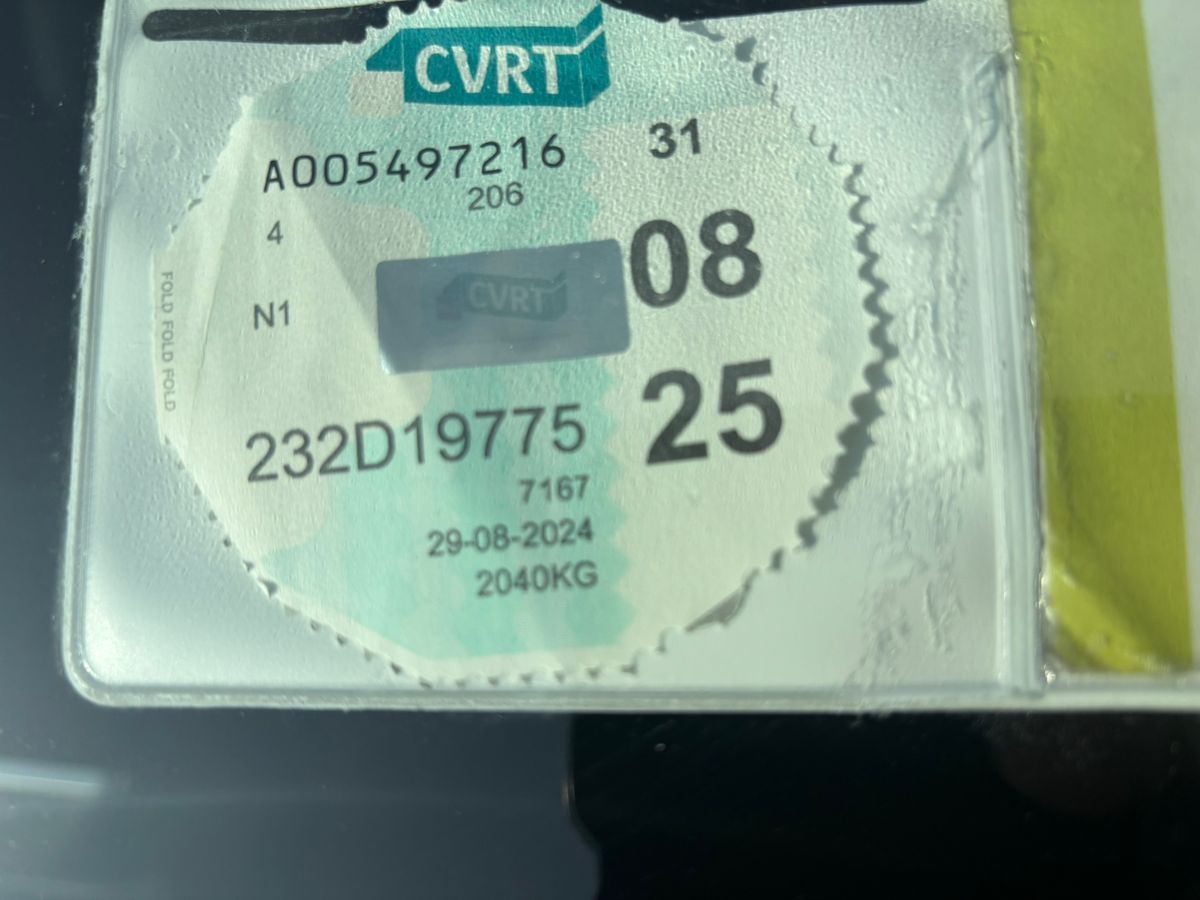 CVRT
A005497216
31
206
4
08
CVRT
N1
FOLD FOLD FOLD
25
232D19775
7167
29-08-2024
2040KG